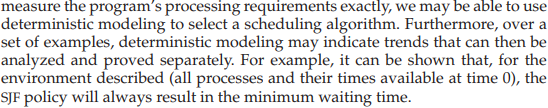 measure the program's processing requirements exactly, we may be able to use
deterministic modeling to select a scheduling algorithm. Furthermore, over a
set of examples, deterministic modeling may indicate trends that can then be
analyzed and proved separately. For example, it can be shown that, for the
environment described (all processes and their times available at time 0), the
SJF policy will always result in the minimum waiting time.